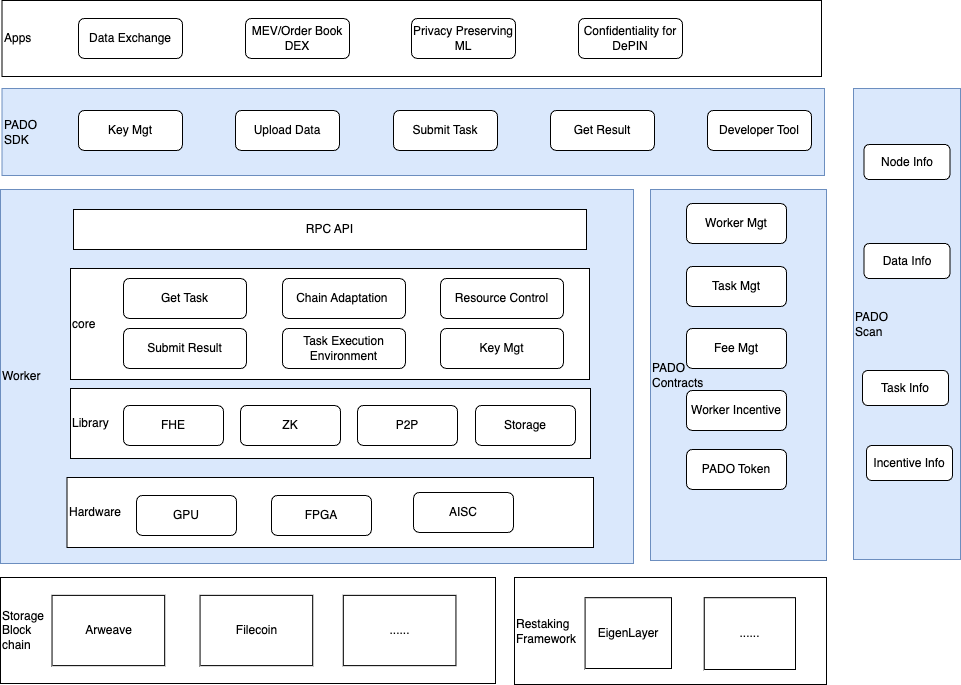 Apps
Data Exchange
MEV/Order Book
DEX
Privacy Preserving
ML
Confidentiality for
DePIN
PADO
SDK
Key Mgt
Upload Data
Submit Task
Get Result
Developer Tool
Worker
RPC API
core
Get Task
Chain Adaptation
Resource Control
Submit Result
Task Execution
Environment
Key Mgt
Library
FHE
ZK
P2P
Storage
Hardware
GPU
FPGA
AISC
PADO
Contracts
Worker Mgt
Task Mgt
Fee Mgt
Worker Incentive
PADO Token
PADO
Scan
Node Info
Data Info
Task Info
Incentive Info
Storage
Block
chain
Arweave
Filecoin
......
Restaking
Framework
EigenLayer
......